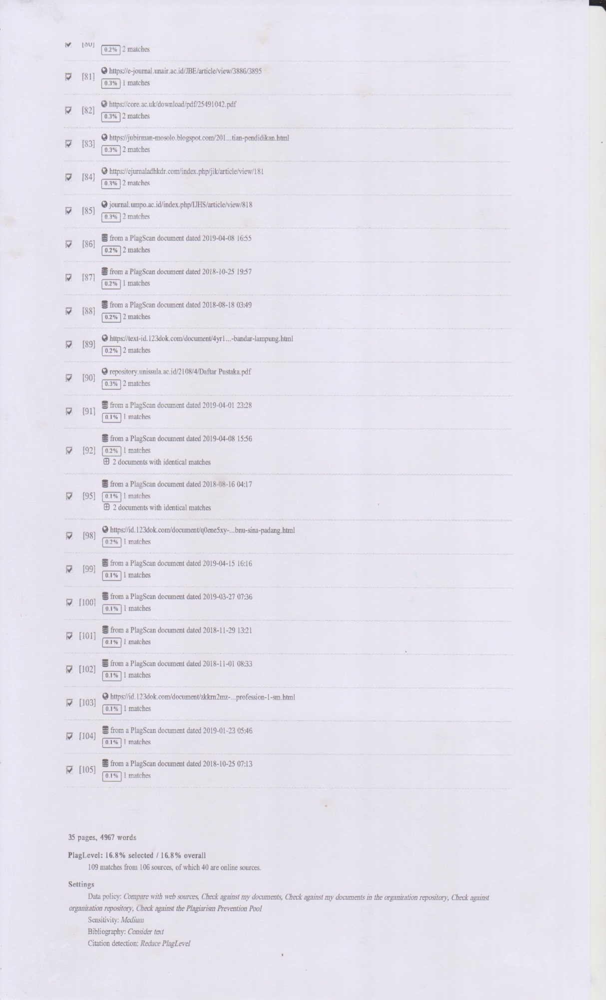 0.2% 2 matches
[81] https://e-journal.unair.ac.id/JBE/article/view/3886/3895
0.3% 1 matches
[82] https://core.ac.uk/download/pdf/25491042.pdf
0.3% 2 matches
[83] https://jubirman-mosolo.blogspot.com/201...tian-pendidikan.html
0.3% 2 matches
[84] https://ejurnaladhkdr.com/index.php/jik/article/view/181
0.3% 2 matches
[85] journal.umpo.ac.id/index.php/IJHS/article/view/818
0.3% 2 matches
[86] from a PlagScan document dated 2019-04-08 16:55
0.2% 2 matches
[87] from a PlagScan document dated 2018-10-25 19:57
0.2% 1 matches
[88] from a PlagScan document dated 2018-08-18 03:49
0.2% 2 matches
[89] https://text-id.123dok.com/document/4yr1...-bandar-lampung.html
0.2% 2 matches
[90] repository.unissula.ac.id/2108/4/Daftar Pustaka.pdf
0.3% 2 matches
[91] from a PlagScan document dated 2019-04-01 23:28
0.1% 1 matches
from a PlagScan document dated 2019-04-08 15:56
[92] 0.2% 1 matches
2 documents with identical matches
from a PlagScan document dated 2018-08-16 04:17
[95] 0.1% 1 matches
2 documents with identical matches
[98] https://id.123dok.com/document/q0ene5xy-...bnu-sina-padang.html
0.2% 1 matches
[99] from a PlagScan document dated 2019-04-15 16:16
0.1% 1 matches
[100] from a PlagScan document dated 2019-03-27 07:36
0.1% 1 matches
[101] from a PlagScan document dated 2018-11-29 13:21
0.1% 1 matches
[102] from a PlagScan document dated 2018-11-01 08:33
0.1% 1 matches
[103] https://id.123dok.com/document/zkkrn2mz-...profession-1-sm.html
0.1% 1 matches
[104] from a PlagScan document dated 2019-01-23 05:46
0.1% 1 matches
[105] from a PlagScan document dated 2018-10-25 07:13
0.1% 1 matches
35 pages, 4967 words
PlagLevel: 16.8% selected / 16.8% overall
109 matches from 106 sources, of which 40 are online sources.
Settings
Data policy: Compare with web sources, Check against my documents, Check against my documents in the organization repository, Check against
organization repository, Check against the Plagiarism Prevention Pool
Sensitivity: Medium
Bibliography: Consider text
Citation detection: Reduce PlagLevel